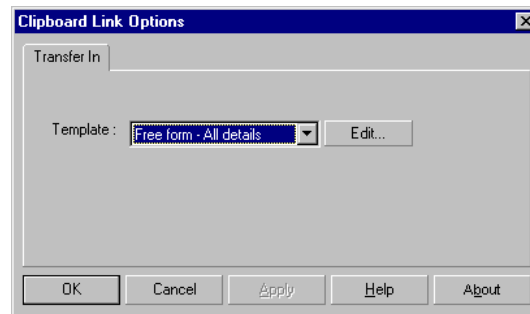 Clipboard Link Options
Transfer In
Template : Free form - All details Edit...
OK Cancel Apply Help About